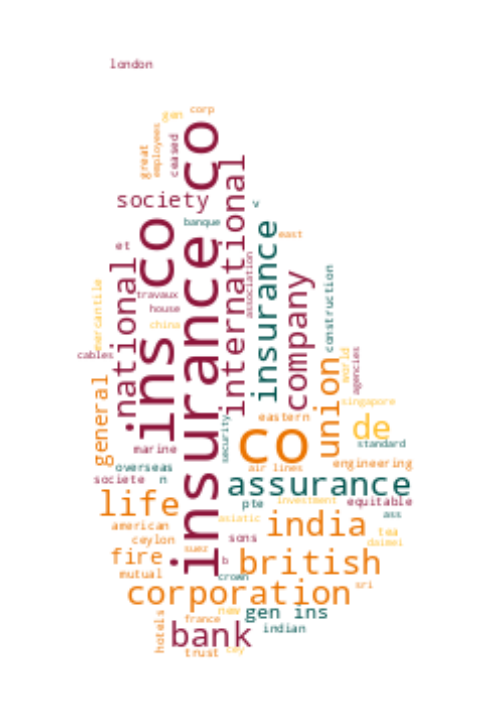 london
corp
gen
great
employees
ceased
insurance co
society
international
v
banque
ins co
insurance
east
et
national
association
construction
mercantile
travaux
house
company
china
cables
world
agencies
union
general
singapore
eastern
co
de
security
standard
marine
overseas
air lines
engineering
societe
n
assurance
life
pte
investment
equitable
american
asiatic
india
ass
ceylon
sons
tea
daimei
fire
suez
b
british
mutual
crown
corporation
sri
hotels
new
gen ins
france
bank
indian
trust
cey